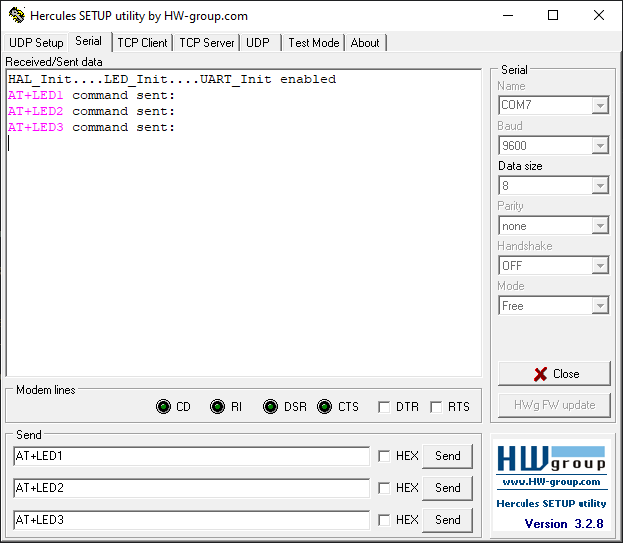 Hercules SETUP utility by HW-group.com
UDP Setup Serial TCP Client TCP Server UDP Test Mode About
Received/Sent data
HAL_Init....LED_Init....UART_Init enabled
AT+LED1 command sent:
AT+LED2 command sent:
AT+LED3 command sent:
Serial
Name
COM7
Baud
9600
Data size
8
Parity
none
Handshake
OFF
Mode
Free
Close
HWg FW update
Modem lines
CD RI DSR CTS DTR RTS
Send
AT+LED1 HEX Send
AT+LED2 HEX Send
AT+LED3 HEX Send
HWgroup
www.HW-group.com
Hercules SETUP utility
Version 3.2.8